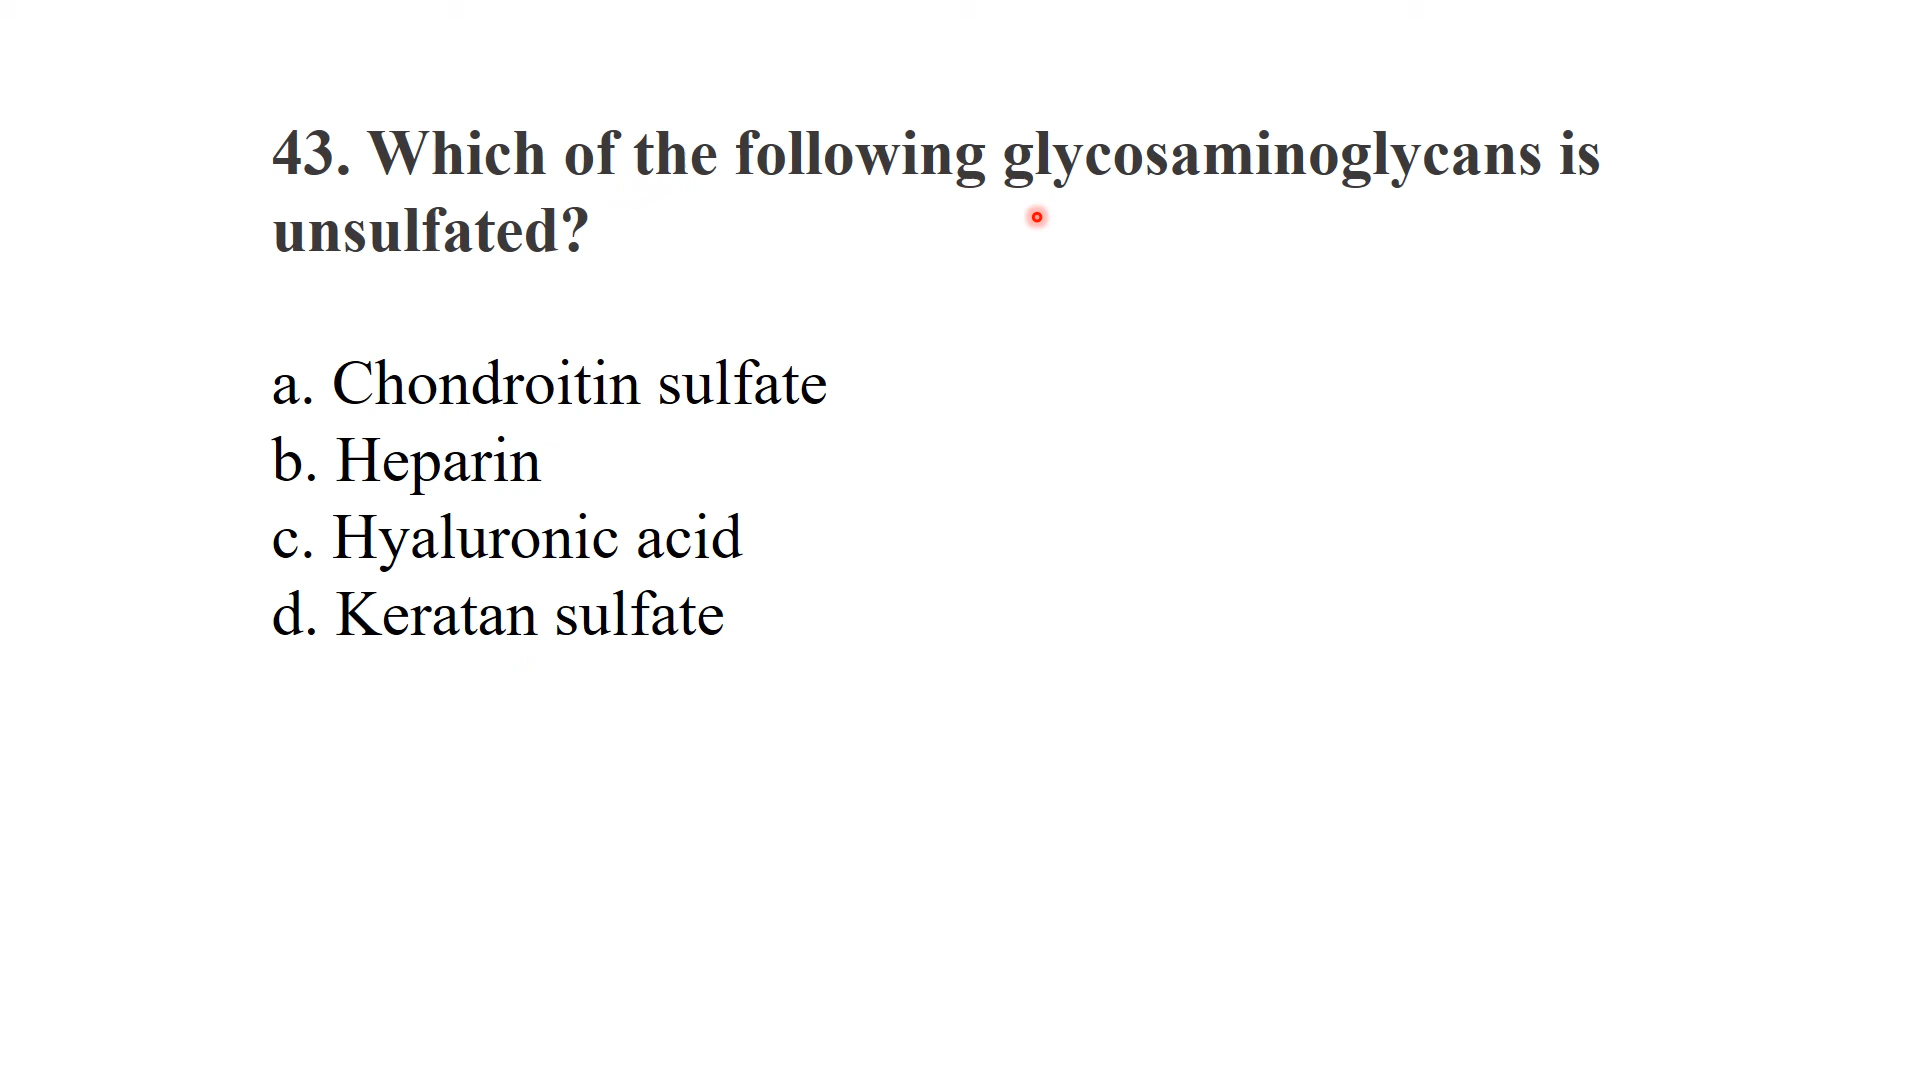 43. Which of the following glycosaminoglycans is
unsulfated?
a. Chondroitin sulfate
b. Heparin
c. Hyaluronic acid
d. Keratan sulfate